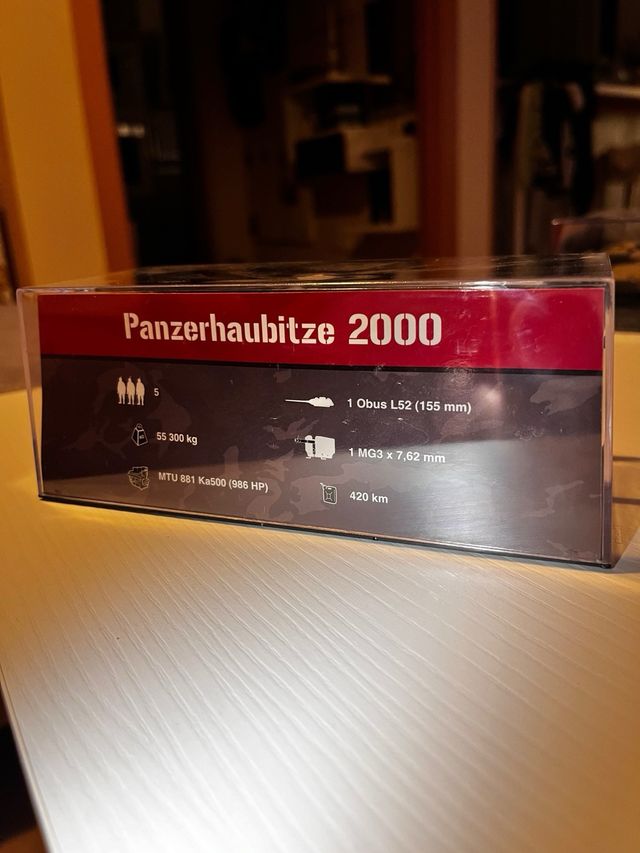 Panzerhaubitze 2000
5
55 300 kg
MTU 881 Ka500 (986 HP)
1 Obus L52 (155 mm)
1 MG3 x 7,62 mm
420 km